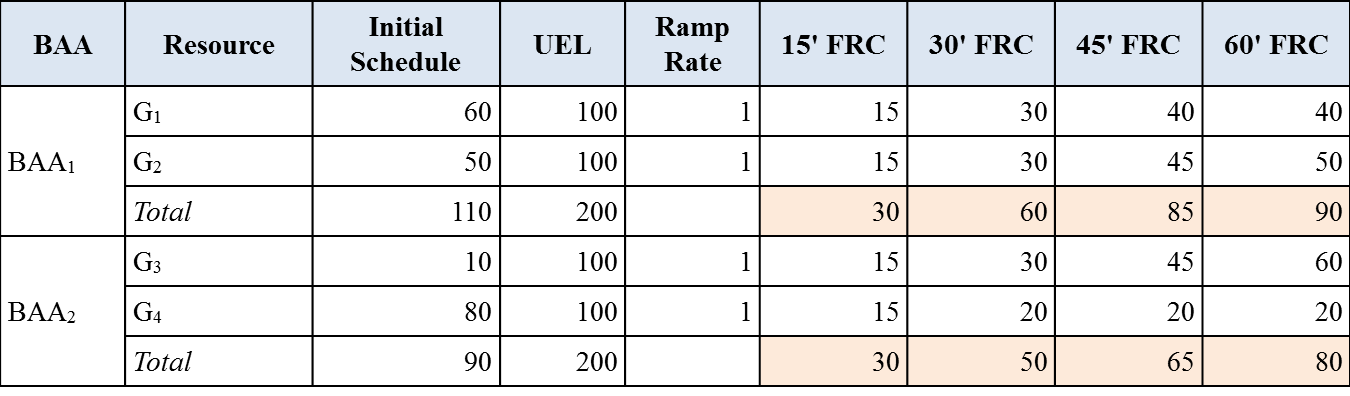 BAA Resource Initial Schedule UEL Ramp Rate 15' FRC 30' FRC 45' FRC 60' FRC
BAA₁ G₁ 60 100 1 15 30 40 40
G₂ 50 100 1 15 30 45 50
Total 110 200 30 60 85 90
BAA₂ G₃ 10 100 1 15 30 45 60
G₄ 80 100 1 15 20 20 20
Total 90 200 30 50 65 80